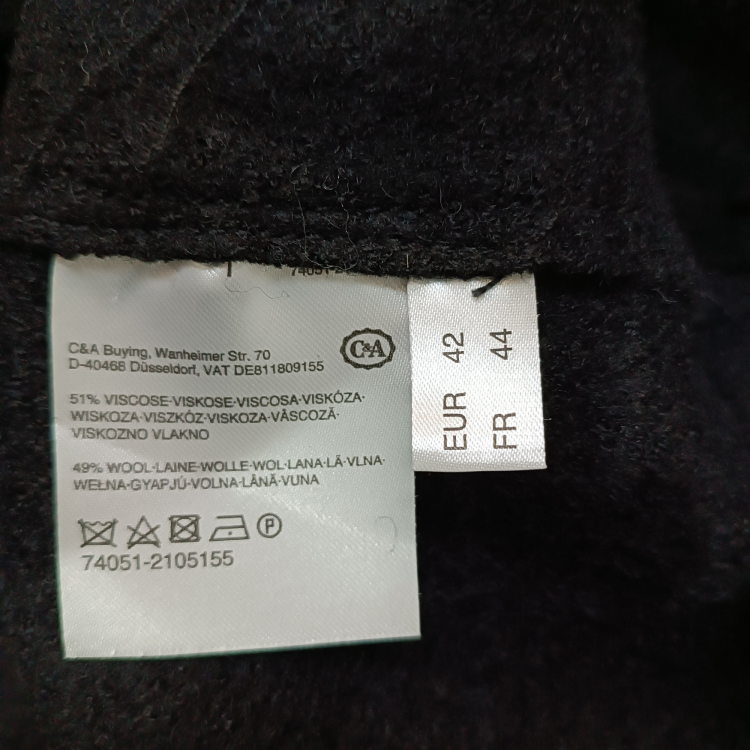 C&A
C&A Buying, Wanheimer Str. 70
D-40468 Düsseldorf, VAT DE811809155
51% VISCOSE·VISKOSE·VISCOSA·VISKÓZA·
WISKOZA·VISZKÓZ·VISKOZA·VÂSCOZĂ·
VISKOZNO VLAKNO
49% WOOL·LAINE·WOLLE·WOL·LANA·LÃ·VLNA·
WEŁNA·GYAPJÚ·VOLNA·LÂNĂ·VUNA
P
74051-2105155
EUR 42
FR 44